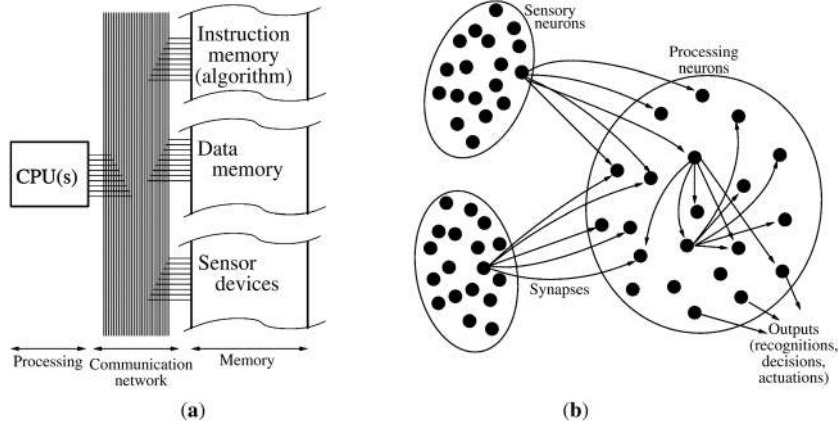 Instruction
memory
(algorithm)
CPU(s)
Data
memory
Sensor
devices
Processing
Communication
network
Memory
(a)
Sensory
neurons
Processing
neurons
Synapses
Outputs
(recognitions,
decisions,
actuations)
(b)